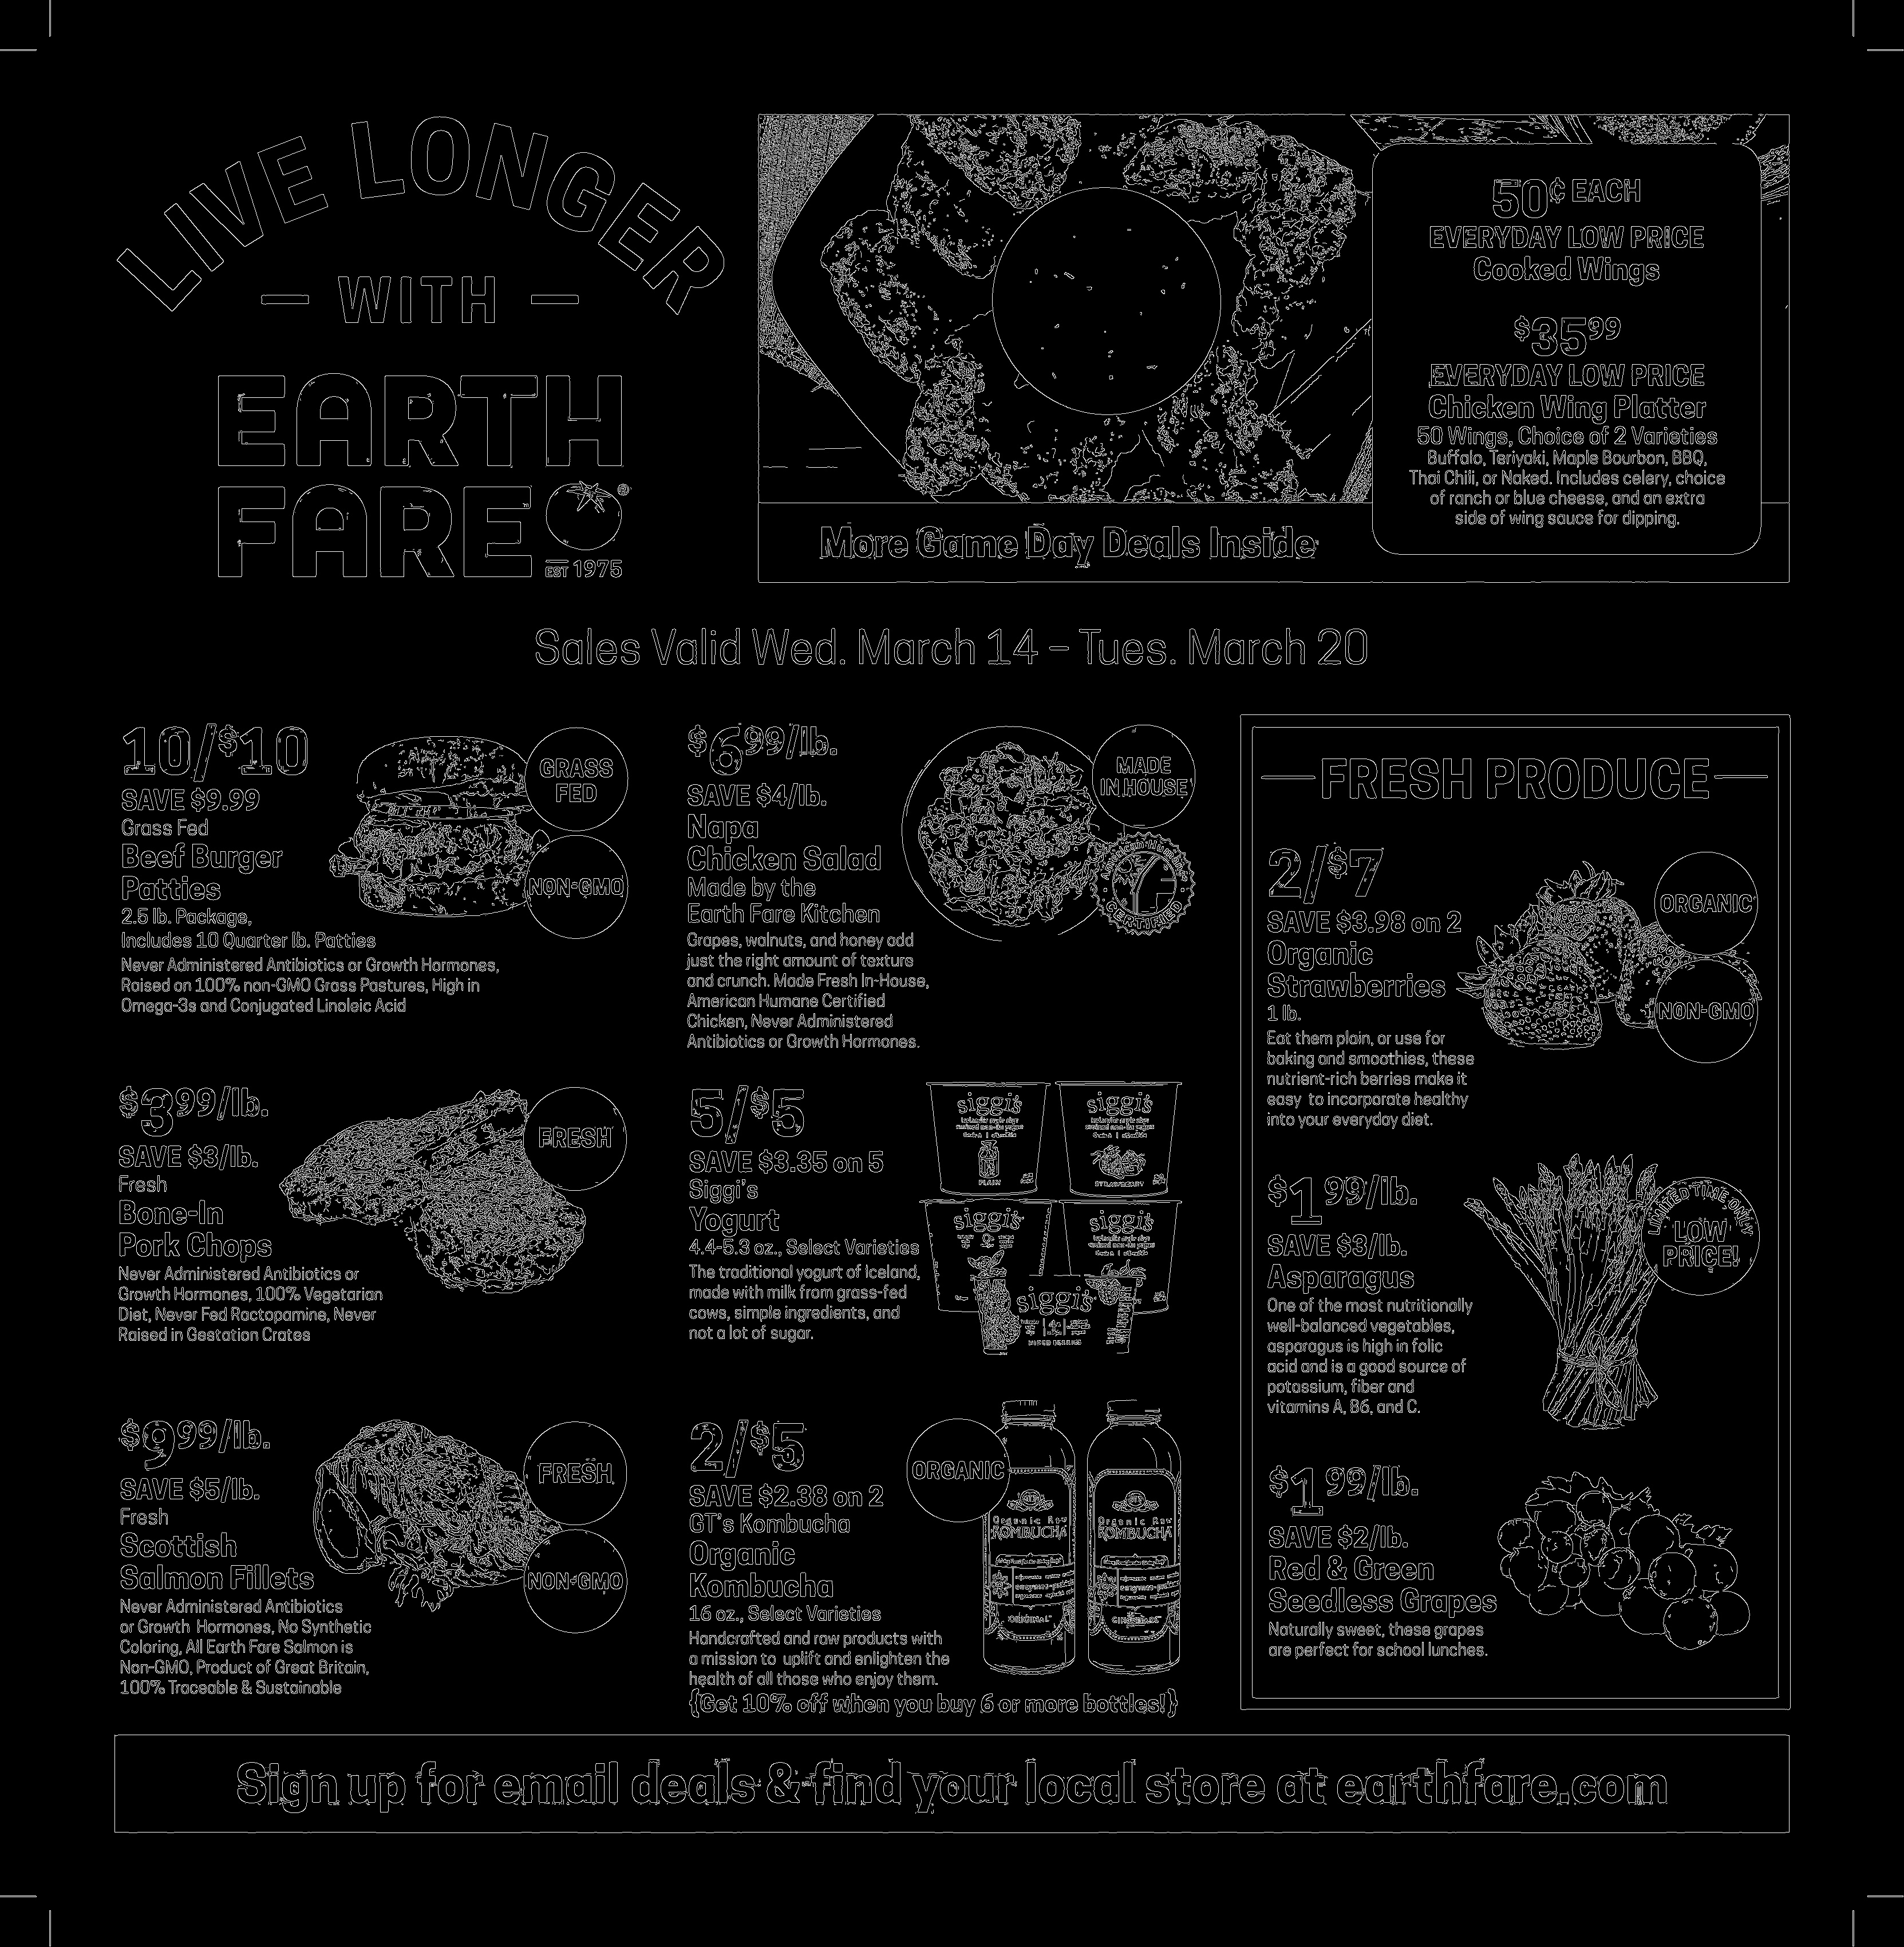 LIVE LONGER
WITH
EARTH
FARE®
EST 1975
50¢ EACH
EVERYDAY LOW PRICE
Cooked Wings
$35 99
EVERYDAY LOW PRICE
Chicken Wing Platter
50 Wings, Choice of 2 Varieties
Buffalo, Teriyaki, Maple Bourbon, BBQ,
Thai Chili, or Naked. Includes celery, choice
of ranch or blue cheese, and an extra
side of wing sauce for dipping.
More Game Day Deals Inside
Sales Valid Wed. March 14 – Tues. March 20
10/$10
SAVE $9.99
Grass Fed
Beef Burger
Patties
2.5 lb. Package,
Includes 10 Quarter lb. Patties
Never Administered Antibiotics or Growth Hormones,
Raised on 100% non-GMO Grass Pastures, High in
Omega-3s and Conjugated Linoleic Acid
GRASS
FED
NON-GMO
$3 99/lb.
SAVE $3/lb.
Fresh
Bone-In
Pork Chops
Never Administered Antibiotics or
Growth Hormones, 100% Vegetarian
Diet, Never Fed Ractopamine, Never
Raised in Gestation Crates
FRESH
$9 99/lb.
SAVE $5/lb.
Fresh
Scottish
Salmon Fillets
Never Administered Antibiotics
or Growth Hormones, No Synthetic
Coloring, All Earth Fare Salmon is
Non-GMO, Product of Great Britain,
100% Traceable & Sustainable
FRESH
NON-GMO
$6 99/lb.
SAVE $4/lb.
Napa
Chicken Salad
Made by the
Earth Fare Kitchen
Grapes, walnuts, and honey add
just the right amount of texture
and crunch. Made Fresh In-House,
American Humane Certified
Chicken, Never Administered
Antibiotics or Growth Hormones.
MADE
IN HOUSE
American Humane
CERTIFIED
5/$5
SAVE $3.35 on 5
Siggi's
Yogurt
4.4-5.3 oz., Select Varieties
The traditional yogurt of Iceland,
made with milk from grass-fed
cows, simple ingredients, and
not a lot of sugar.
siggi's
PLAIN
siggi's
STRAWBERRY
siggi's
siggi's
siggi's
MIXED BERRIES
2/$5
SAVE $2.38 on 2
GT's Kombucha
Organic
Kombucha
16 oz., Select Varieties
Handcrafted and raw products with
a mission to uplift and enlighten the
health of all those who enjoy them.
{Get 10% off when you buy 6 or more bottles!}
ORGANIC
Organic Raw
KOMBUCHA
ORIGINAL
Organic Raw
KOMBUCHA
GINGERADE
FRESH PRODUCE
2/$7
SAVE $3.98 on 2
Organic
Strawberries
1 lb.
Eat them plain, or use for
baking and smoothies, these
nutrient-rich berries make it
easy to incorporate healthy
into your everyday diet.
ORGANIC
NON-GMO
$1 99/lb.
SAVE $3/lb.
Asparagus
One of the most nutritionally
well-balanced vegetables,
asparagus is high in folic
acid and is a good source of
potassium, fiber and
vitamins A, B6, and C.
LIMITED TIME ONLY
LOW
PRICE!
$1 99/lb.
SAVE $2/lb.
Red & Green
Seedless Grapes
Naturally sweet, these grapes
are perfect for school lunches.
Sign up for email deals & find your local store at earthfare.com